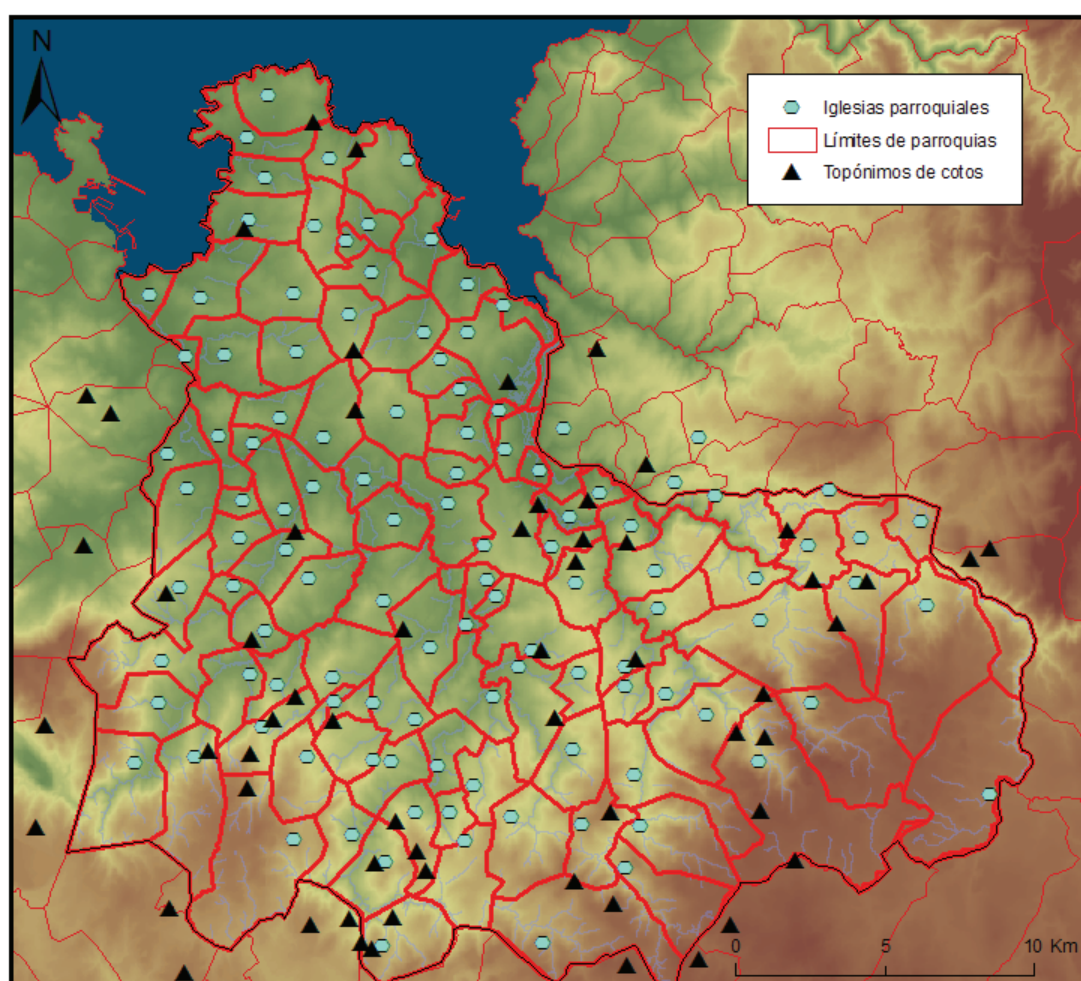 N
Iglesias parroquiales
Límites de parroquias
Topónimos de cotos
0 5 10 Km